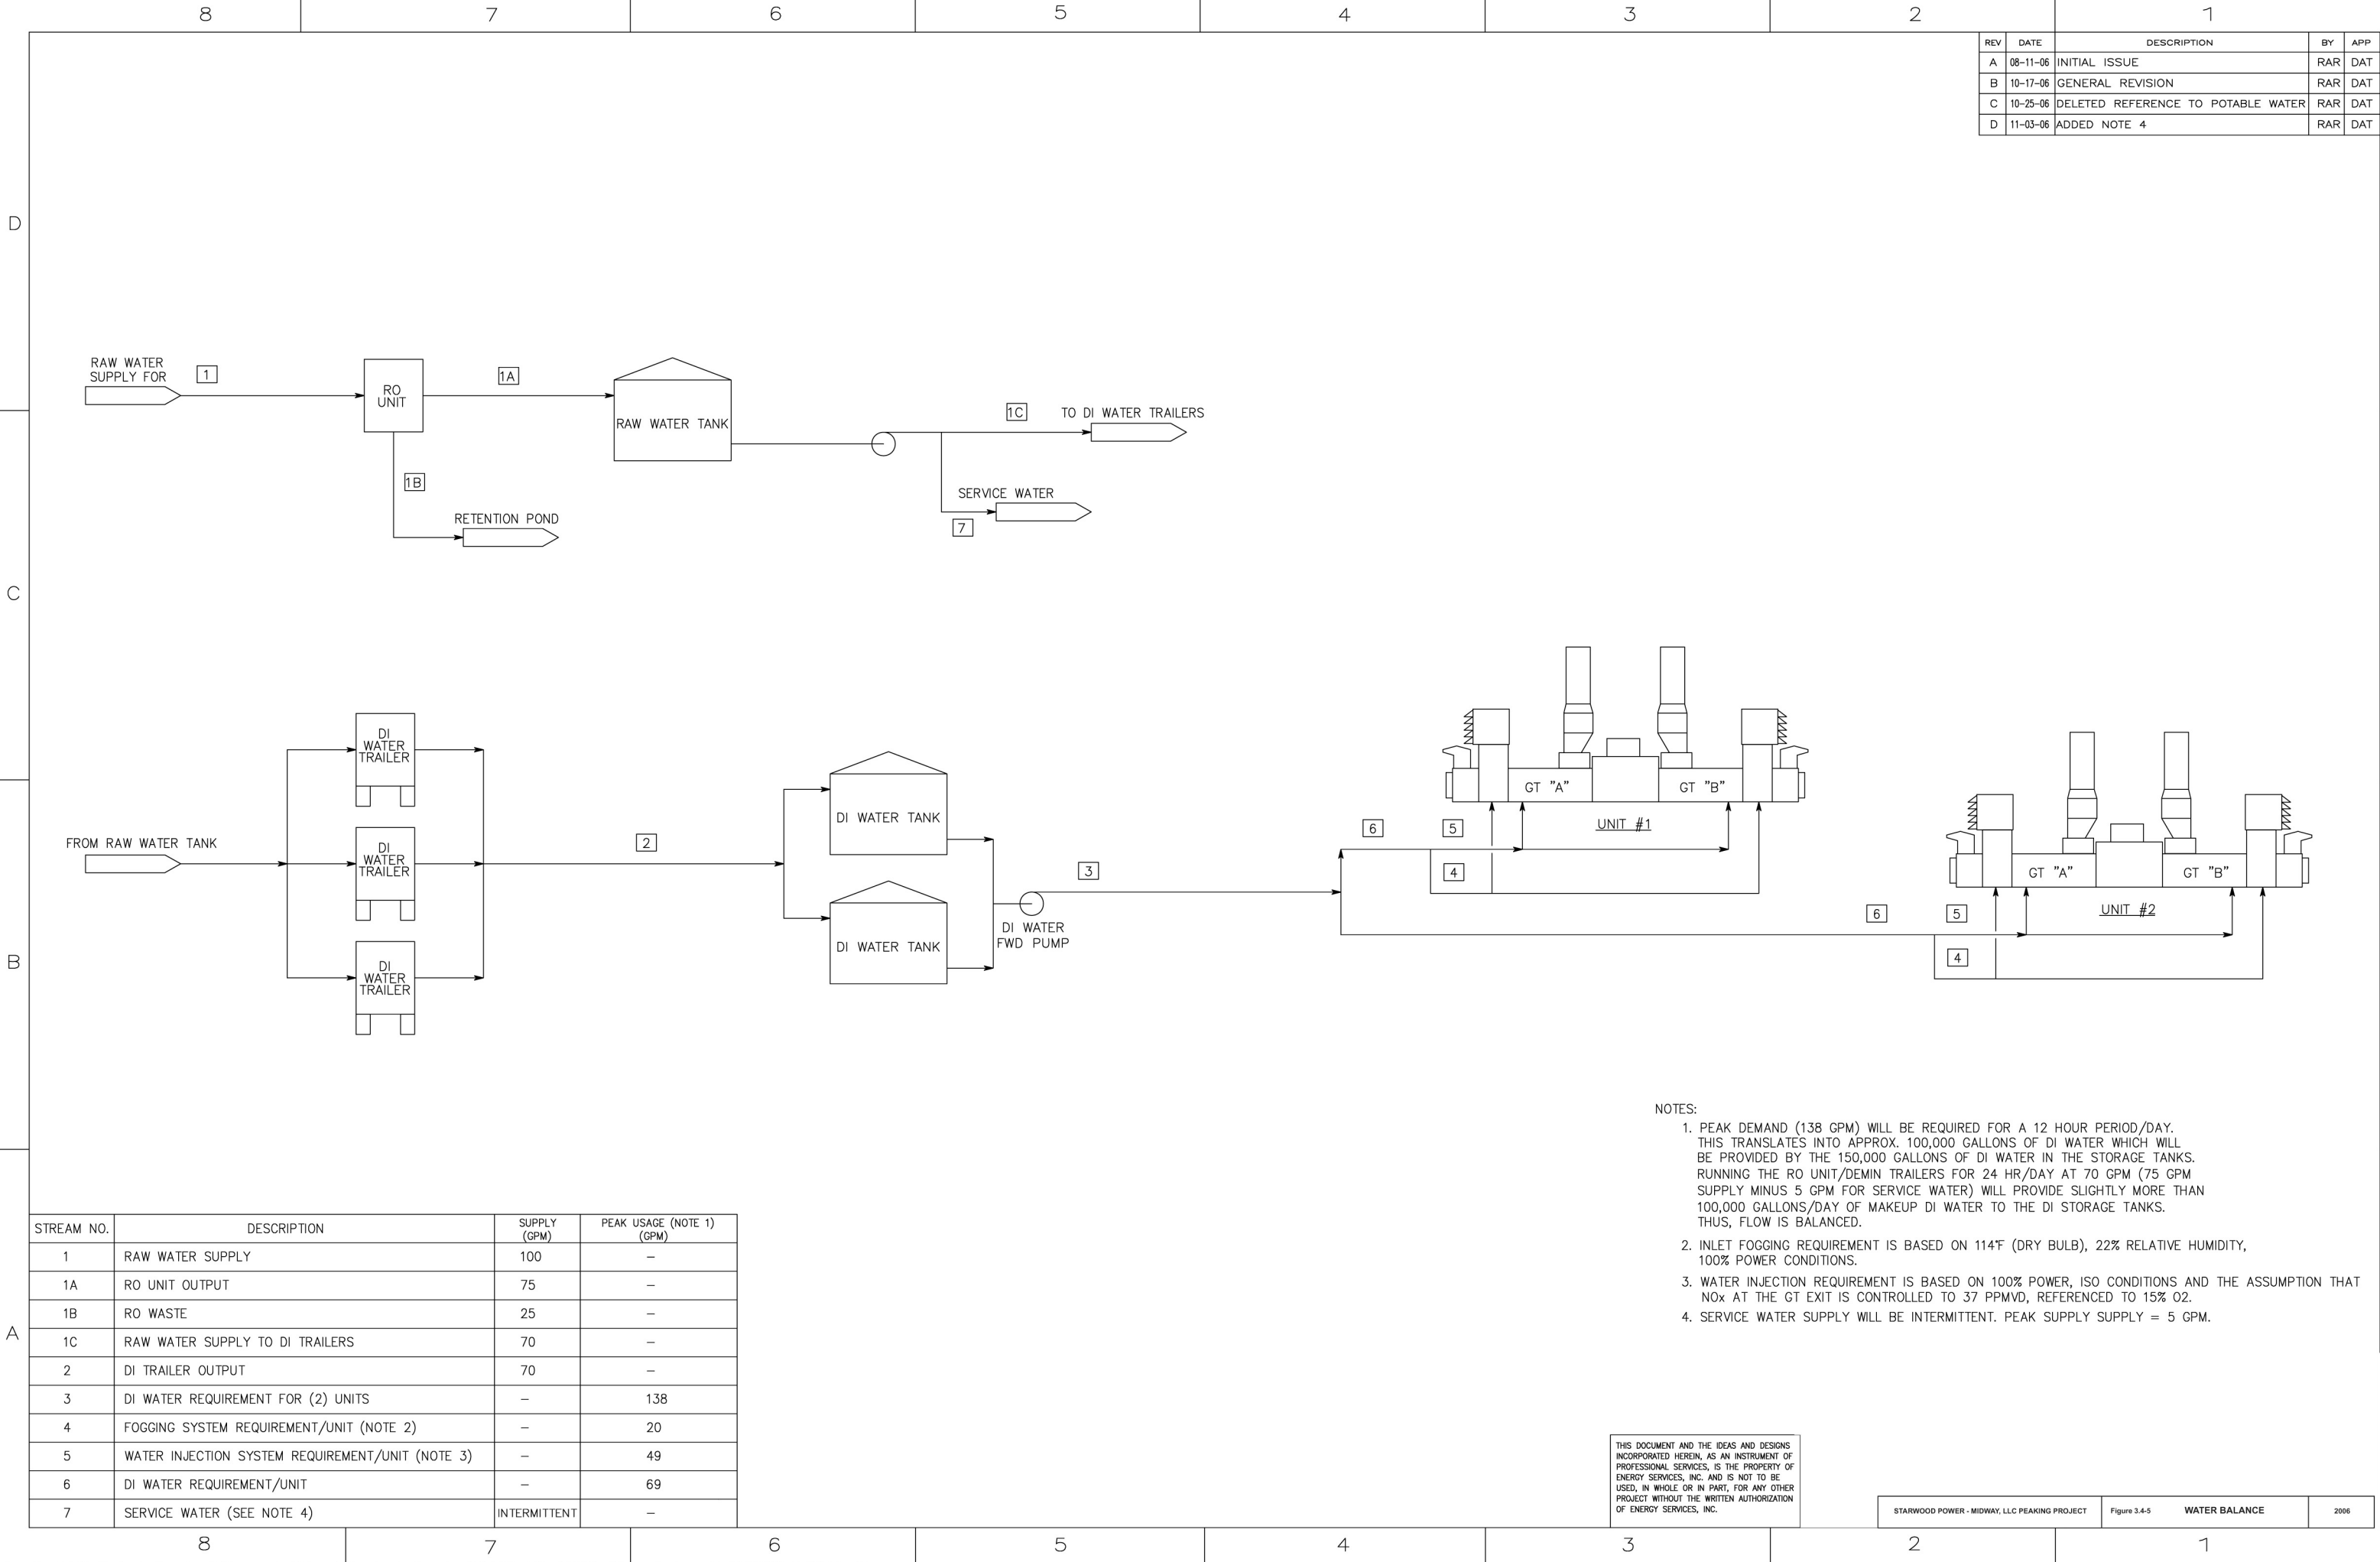 8 7 6 5 4 3 2 1
REV DATE DESCRIPTION BY APP
A 08-11-06 INITIAL ISSUE RAR DAT
B 10-17-06 GENERAL REVISION RAR DAT
C 10-25-06 DELETED REFERENCE TO POTABLE WATER RAR DAT
D 11-03-06 ADDED NOTE 4 RAR DAT
D
RAW WATER
SUPPLY FOR
1
RO
UNIT
1A
RAW WATER TANK
1C
TO DI WATER TRAILERS
1B
RETENTION POND
SERVICE WATER
7
C
DI
WATER
TRAILER
FROM RAW WATER TANK
DI
WATER
TRAILER
DI
WATER
TRAILER
2
DI WATER TANK
DI WATER TANK
3
DI WATER
FWD PUMP
GT "A"
GT "B"
UNIT #1
6
5
4
GT "A"
GT "B"
UNIT #2
6
5
4
B
NOTES:
1. PEAK DEMAND (138 GPM) WILL BE REQUIRED FOR A 12 HOUR PERIOD/DAY.
THIS TRANSLATES INTO APPROX. 100,000 GALLONS OF DI WATER WHICH WILL
BE PROVIDED BY THE 150,000 GALLONS OF DI WATER IN THE STORAGE TANKS.
RUNNING THE RO UNIT/DEMIN TRAILERS FOR 24 HR/DAY AT 70 GPM (75 GPM
SUPPLY MINUS 5 GPM FOR SERVICE WATER) WILL PROVIDE SLIGHTLY MORE THAN
100,000 GALLONS/DAY OF MAKEUP DI WATER TO THE DI STORAGE TANKS.
THUS, FLOW IS BALANCED.
2. INLET FOGGING REQUIREMENT IS BASED ON 114°F (DRY BULB), 22% RELATIVE HUMIDITY,
100% POWER CONDITIONS.
3. WATER INJECTION REQUIREMENT IS BASED ON 100% POWER, ISO CONDITIONS AND THE ASSUMPTION THAT
NOx AT THE GT EXIT IS CONTROLLED TO 37 PPMVD, REFERENCED TO 15% O2.
4. SERVICE WATER SUPPLY WILL BE INTERMITTENT. PEAK SUPPLY SUPPLY = 5 GPM.
A
STREAM NO. DESCRIPTION SUPPLY (GPM) PEAK USAGE (NOTE 1) (GPM)
1 RAW WATER SUPPLY 100 –
1A RO UNIT OUTPUT 75 –
1B RO WASTE 25 –
1C RAW WATER SUPPLY TO DI TRAILERS 70 –
2 DI TRAILER OUTPUT 70 –
3 DI WATER REQUIREMENT FOR (2) UNITS – 138
4 FOGGING SYSTEM REQUIREMENT/UNIT (NOTE 2) – 20
5 WATER INJECTION SYSTEM REQUIREMENT/UNIT (NOTE 3) – 49
6 DI WATER REQUIREMENT/UNIT – 69
7 SERVICE WATER (SEE NOTE 4) INTERMITTENT –
THIS DOCUMENT AND THE IDEAS AND DESIGNS
INCORPORATED HEREIN, AS AN INSTRUMENT OF
PROFESSIONAL SERVICES, IS THE PROPERTY OF
ENERGY SERVICES, INC. AND IS NOT TO BE
USED, IN WHOLE OR IN PART, FOR ANY OTHER
PROJECT WITHOUT THE WRITTEN AUTHORIZATION
OF ENERGY SERVICES, INC.
STARWOOD POWER - MIDWAY, LLC PEAKING PROJECT Figure 3.4-5 WATER BALANCE 2006
8 7 6 5 4 3 2 1